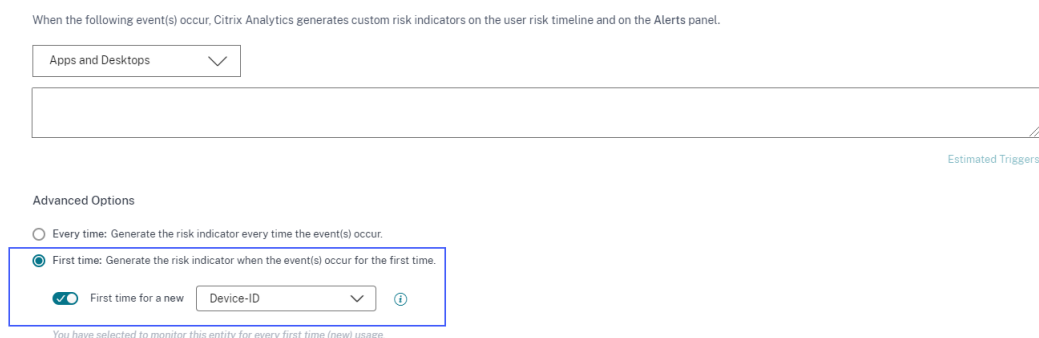 When the following event(s) occur, Citrix Analytics generates custom risk indicators on the user risk timeline and on the Alerts panel.
Apps and Desktops
Estimated Triggers
Advanced Options
Every time: Generate the risk indicator every time the event(s) occur.
First time: Generate the risk indicator when the event(s) occur for the first time.
First time for a new Device-ID
You have selected to monitor this entity for every first time (new) usage